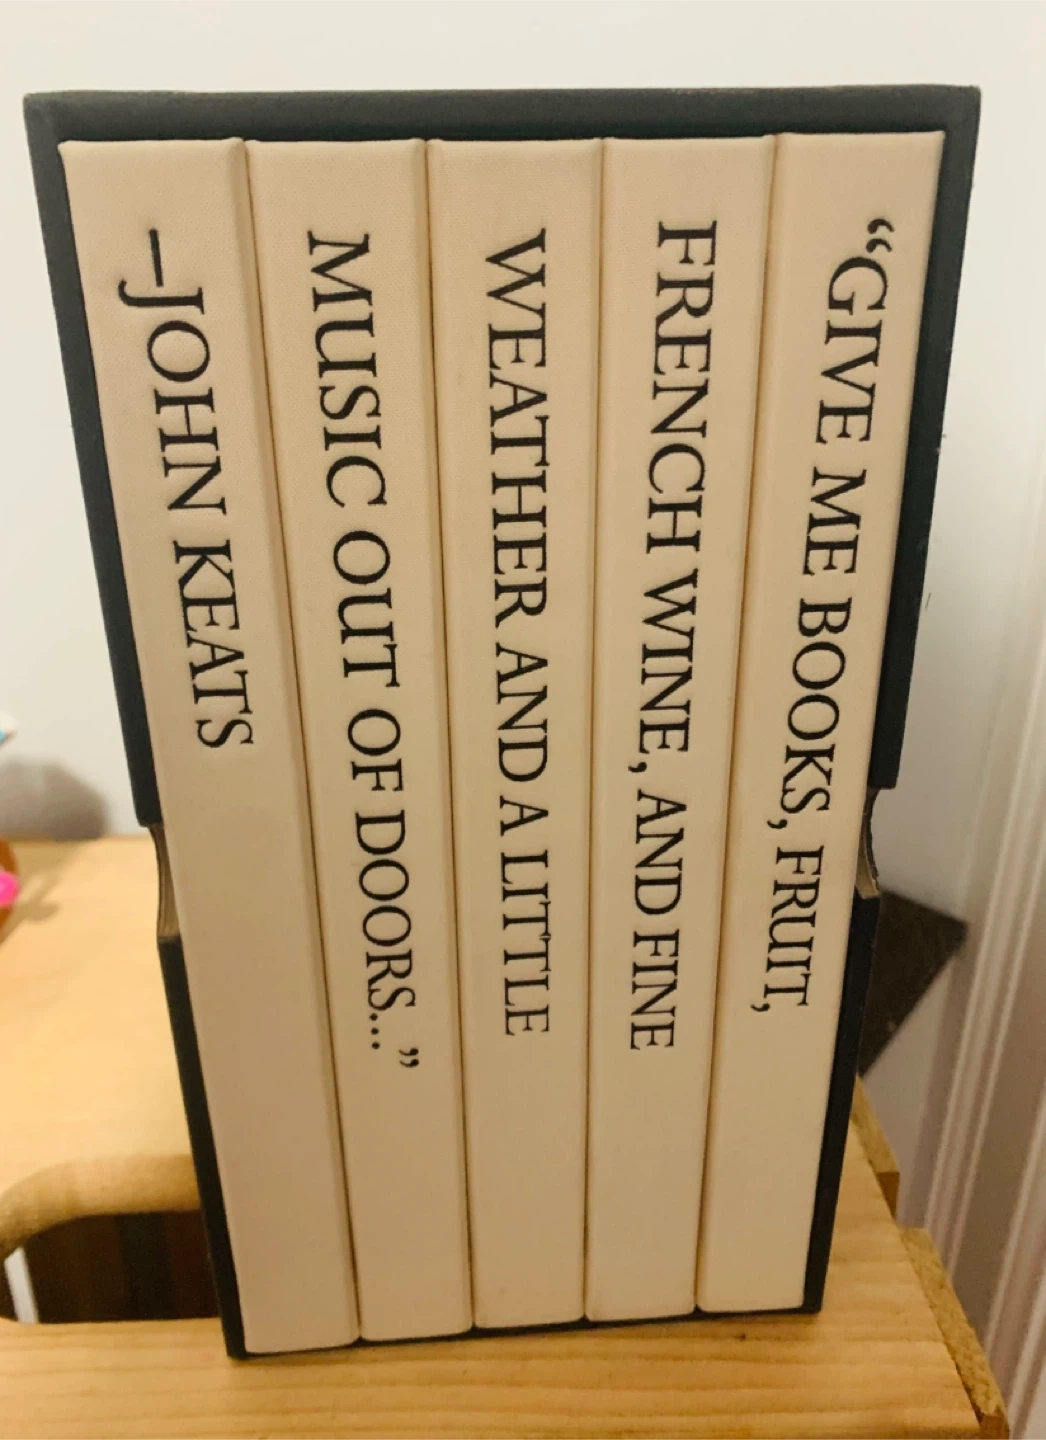 “GIVE ME BOOKS, FRUIT,
FRENCH WINE, AND FINE
WEATHER AND A LITTLE
MUSIC OUT OF DOORS...”
–JOHN KEATS